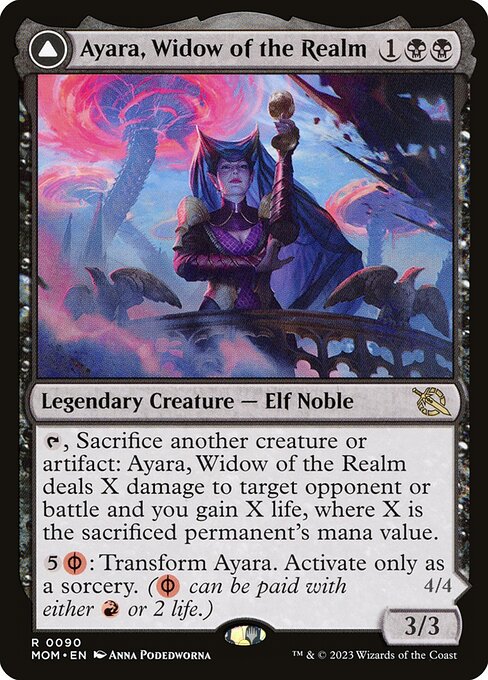 Ayara, Widow of the Realm 1
Legendary Creature — Elf Noble
, Sacrifice another creature or
artifact: Ayara, Widow of the Realm
deals X damage to target opponent or
battle and you gain X life, where X is
the sacrificed permanent's mana value.
5 : Transform Ayara. Activate only as
a sorcery. ( can be paid with
either or 2 life.)
4/4
3/3
R 0090
MOM • EN Anna Podedworna
™ & © 2023 Wizards of the Coast